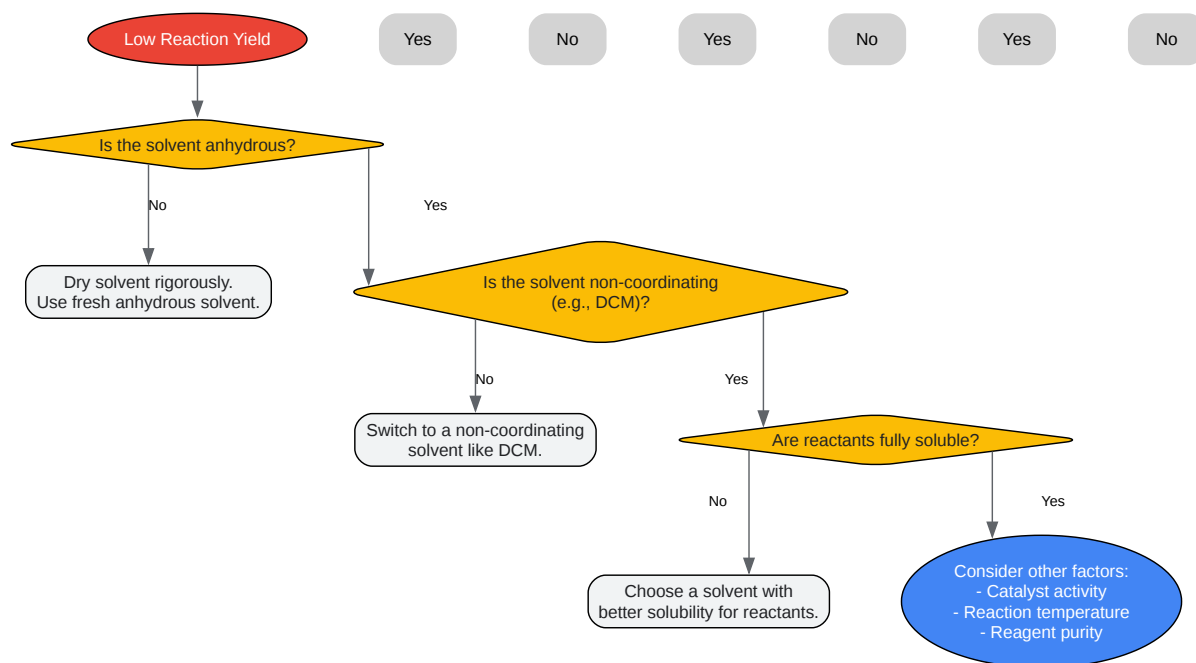 Low Reaction Yield
Yes
No
Yes
No
Yes
No
Is the solvent anhydrous?
No
Yes
Dry solvent rigorously.
Use fresh anhydrous solvent.
Is the solvent non-coordinating
(e.g., DCM)?
No
Yes
Switch to a non-coordinating
solvent like DCM.
Are reactants fully soluble?
No
Yes
Choose a solvent with
better solubility for reactants.
Consider other factors:
- Catalyst activity
- Reaction temperature
- Reagent purity